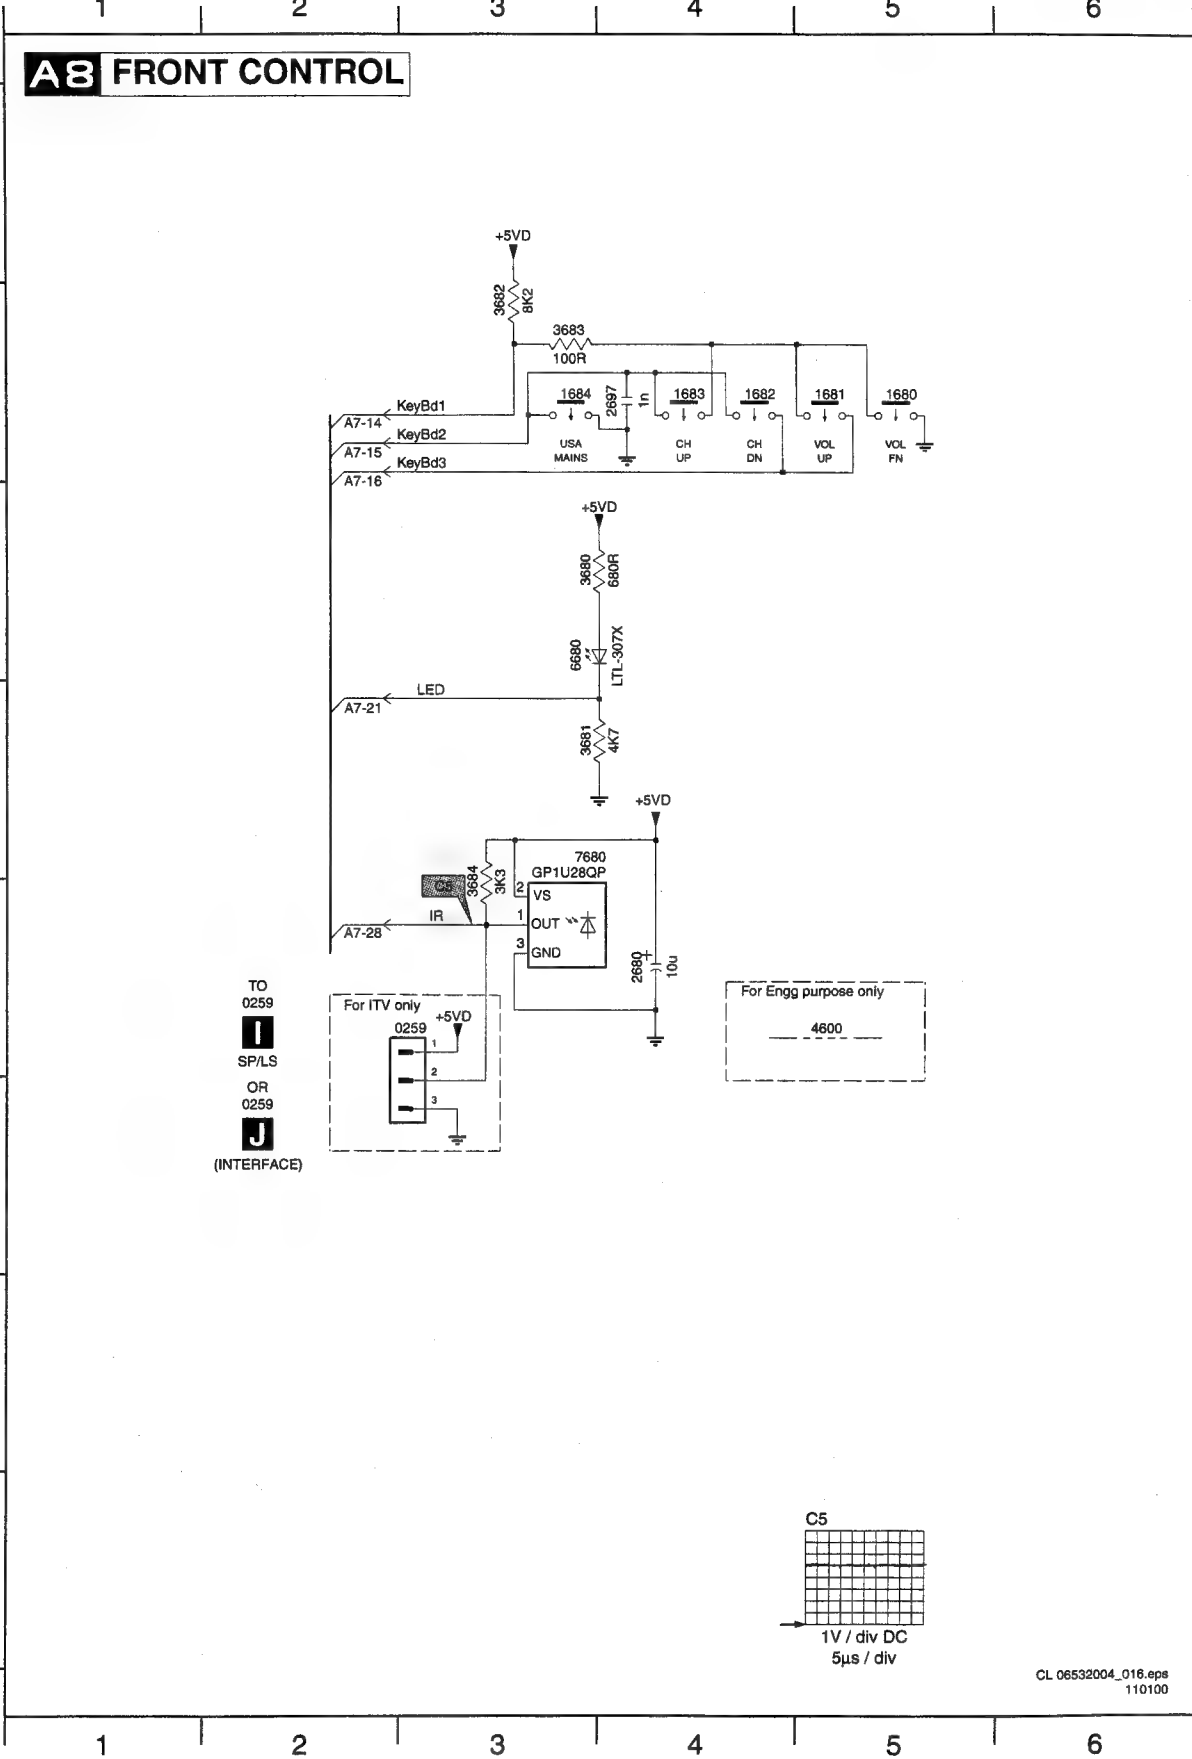 1 2 3 4 5 6
A8 FRONT CONTROL
+5VD
3682
8K2
3683
100R
1684
2697
1n
1683
1682
1681
1680
KeyBd1
A7-14
KeyBd2
A7-15
KeyBd3
A7-16
USA
MAINS
CH
UP
CH
DN
VOL
UP
VOL
FN
+5VD
3680
680R
6680
LTL-307X
LED
A7-21
3681
4K7
+5VD
7680
GP1U28QP
3684
3K3
C5
2
VS
IR
1
OUT
A7-28
3
GND
2680
+
10u
TO
0259
I
SP/LS
OR
0259
J
(INTERFACE)
For ITV only
+5VD
0259
1
2
3
For Engg purpose only
4600
C5
1V / div DC
5µs / div
CL 06532004_016.eps
110100
1 2 3 4 5 6